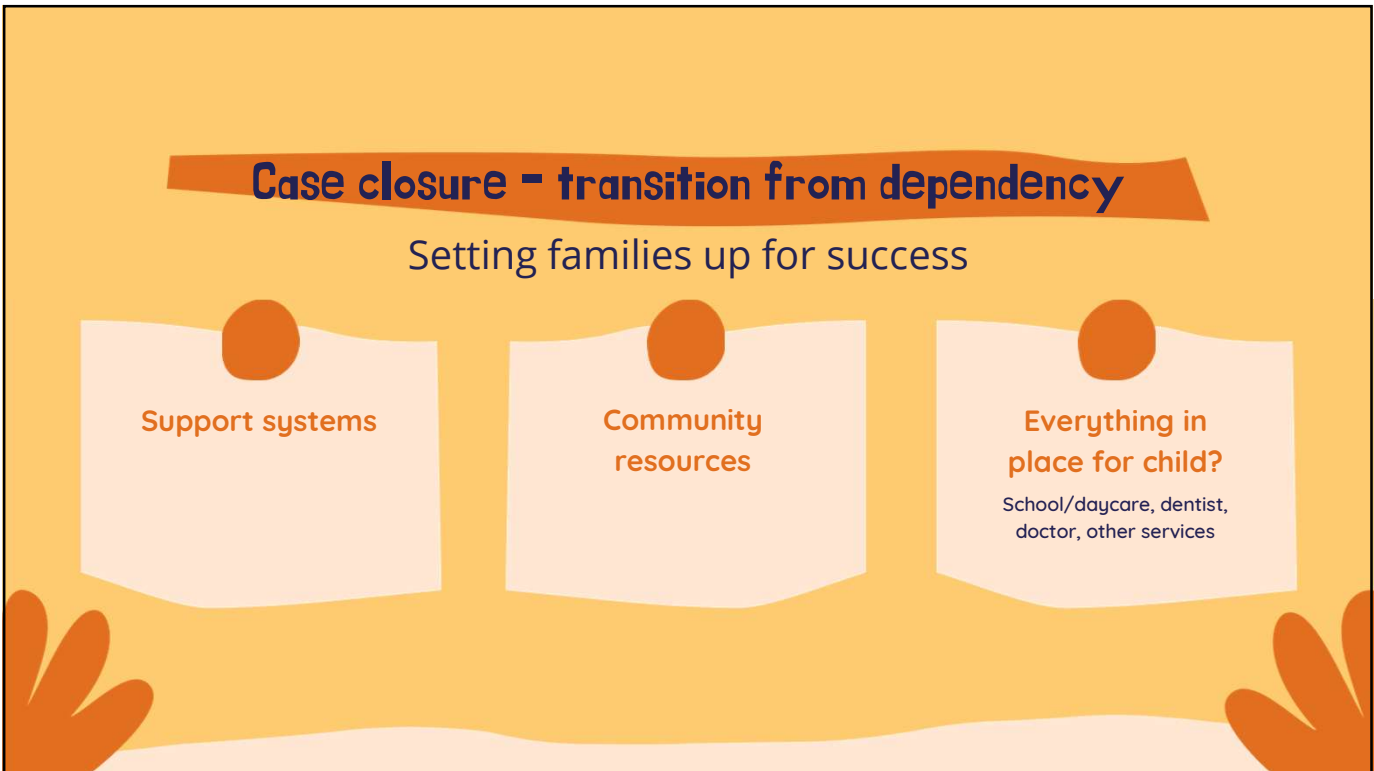 Case closure - transition from dependency
Setting families up for success
Support systems
Community
resources
Everything in
place for child?
School/daycare, dentist,
doctor, other services